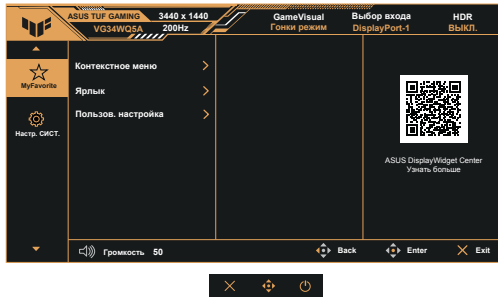 ASUS TUF GAMING 3440 x 1440
VG34WQ5A 200Hz
GameVisual
Гонки режим
Выбор входа
DisplayPort-1
HDR
ВЫКЛ.
MyFavorite
Настр. СИСТ.
Контекстное меню
Ярлык
Пользов. настройка
ASUS DisplayWidget Center
Узнать больше
Громкость 50
Back Enter Exit